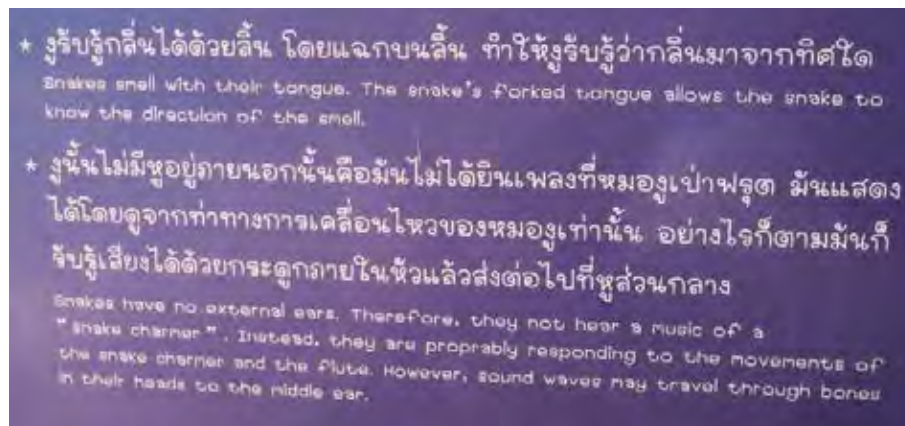 * งูรับรู้กลิ่นได้ด้วยลิ้น โดยแฉกบนลิ้น ทำให้งูรับรู้ว่ากลิ่นมาจากทิศใด
Snakes smell with their tongue. The snake's forked tongue allows the snake to
know the direction of the smell.
* งูนั้นไม่มีหูอยู่ภายนอกนั้นคือมันไม่ได้ยินเพลงที่หมองูเป่าฟรุต มันแสดง
ได้โดยดูจากท่าทางการเคลื่อนไหวของหมองูเท่านั้น อย่างไรก็ตามมันก็
รับรู้เสียงได้ด้วยกระดูกภายในหัวแล้วส่งต่อไปที่หูส่วนกลาง
Snakes have no external ears. Therefore, they not hear a music of a
"snake charmer". Instead, they are proprably responding to the movements of
the snake charmer and the flute. However, sound waves may travel through bones
in their heads to the middle ear.